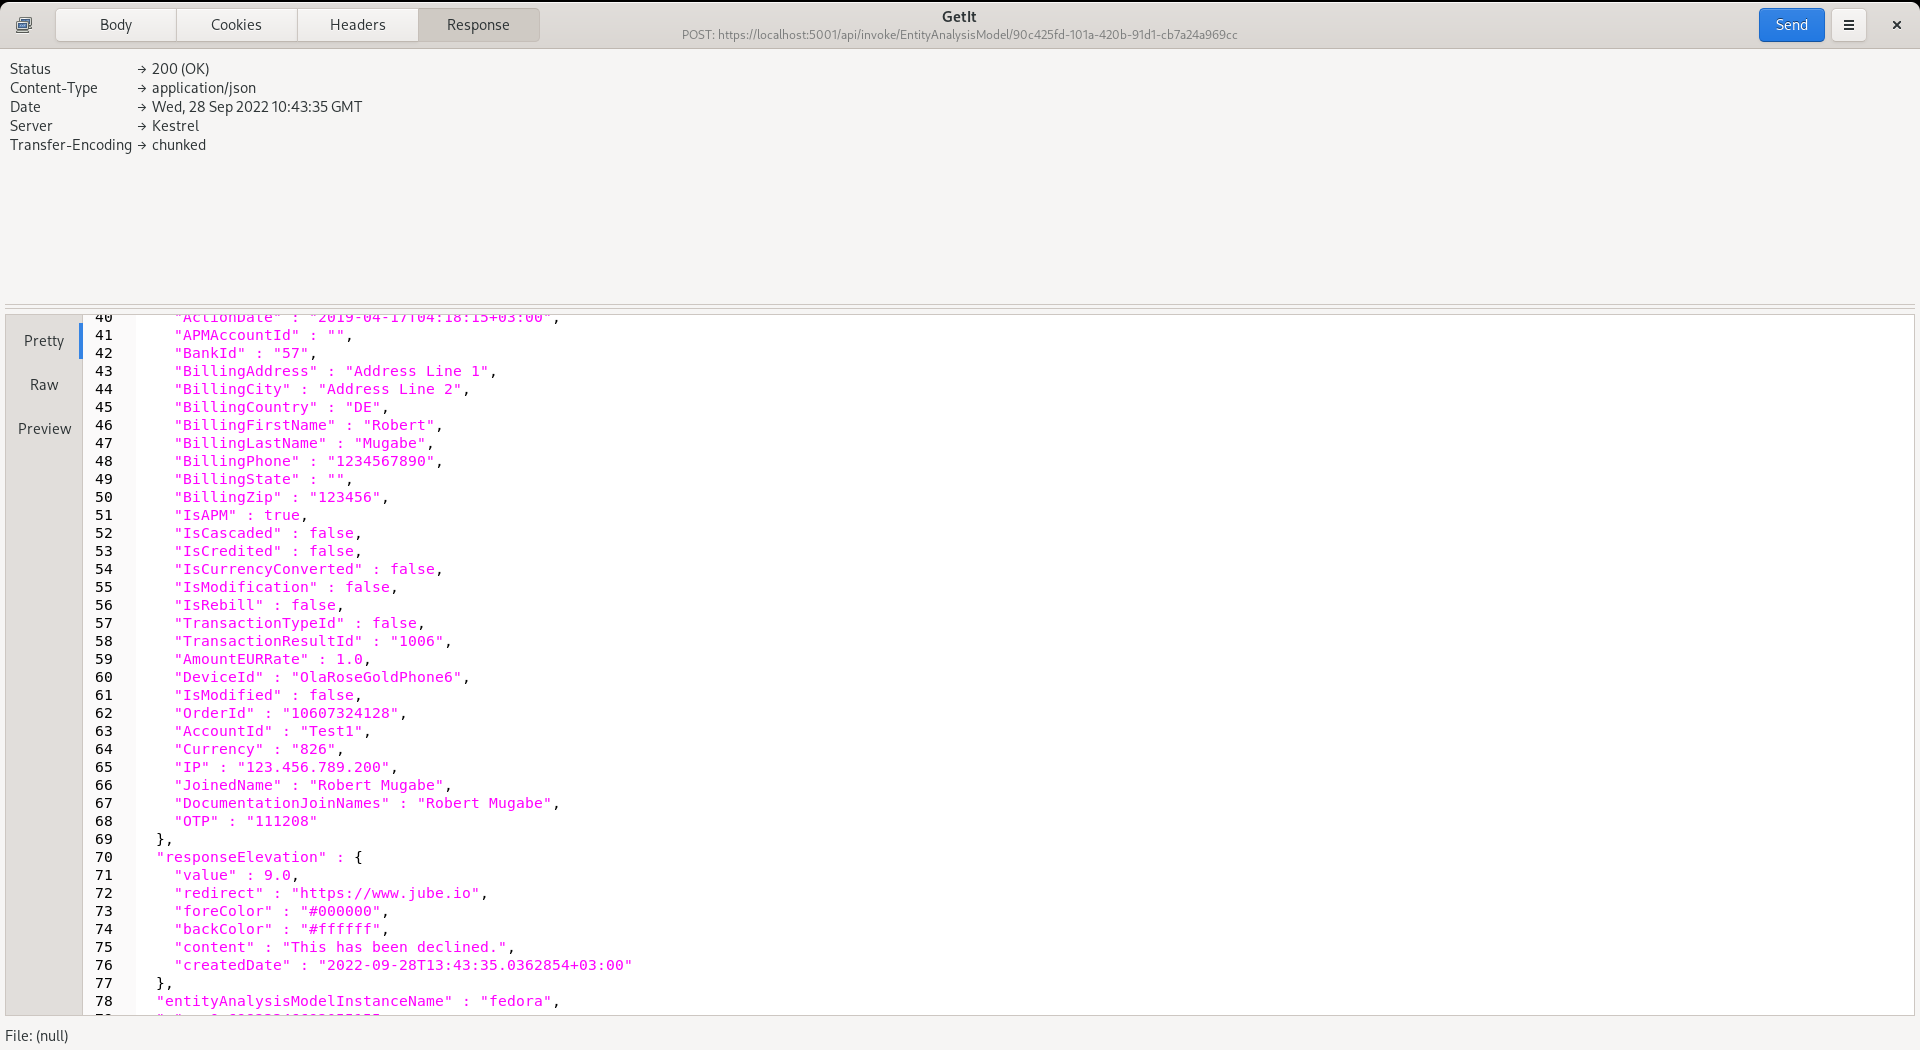 Body Cookies Headers Response
GetIt
POST: https://localhost:5001/api/invoke/EntityAnalysisModel/90c425fd-101a-420b-91d1-cb7a24a969cc
Send
Status → 200 (OK)
Content-Type → application/json
Date → Wed, 28 Sep 2022 10:43:35 GMT
Server → Kestrel
Transfer-Encoding → chunked
Pretty
Raw
Preview
40 "ActionDate" : "2019-04-17T04:18:15+03:00",
41 "APMAccountId" : "",
42 "BankId" : "57",
43 "BillingAddress" : "Address Line 1",
44 "BillingCity" : "Address Line 2",
45 "BillingCountry" : "DE",
46 "BillingFirstName" : "Robert",
47 "BillingLastName" : "Mugabe",
48 "BillingPhone" : "1234567890",
49 "BillingState" : "",
50 "BillingZip" : "123456",
51 "IsAPM" : true,
52 "IsCascaded" : false,
53 "IsCredited" : false,
54 "IsCurrencyConverted" : false,
55 "IsModification" : false,
56 "IsRebill" : false,
57 "TransactionTypeId" : false,
58 "TransactionResultId" : "1006",
59 "AmountEURRate" : 1.0,
60 "DeviceId" : "OlaRoseGoldPhone6",
61 "IsModified" : false,
62 "OrderId" : "10607324128",
63 "AccountId" : "Test1",
64 "Currency" : "826",
65 "IP" : "123.456.789.200",
66 "JoinedName" : "Robert Mugabe",
67 "DocumentationJoinNames" : "Robert Mugabe",
68 "OTP" : "111208"
69 },
70 "responseElevation" : {
71 "value" : 9.0,
72 "redirect" : "https://www.jube.io",
73 "foreColor" : "#000000",
74 "backColor" : "#ffffff",
75 "content" : "This has been declined.",
76 "createdDate" : "2022-09-28T13:43:35.0362854+03:00"
77 },
78 "entityAnalysisModelInstanceName" : "fedora",
File: (null)